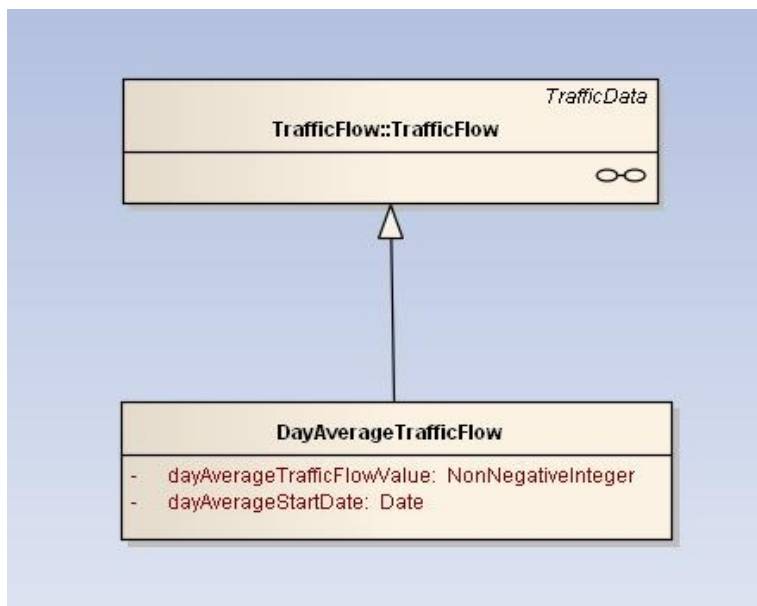 TrafficData
TrafficFlow::TrafficFlow
DayAverageTrafficFlow
- dayAverageTrafficFlowValue: NonNegativeInteger
- dayAverageStartDate: Date